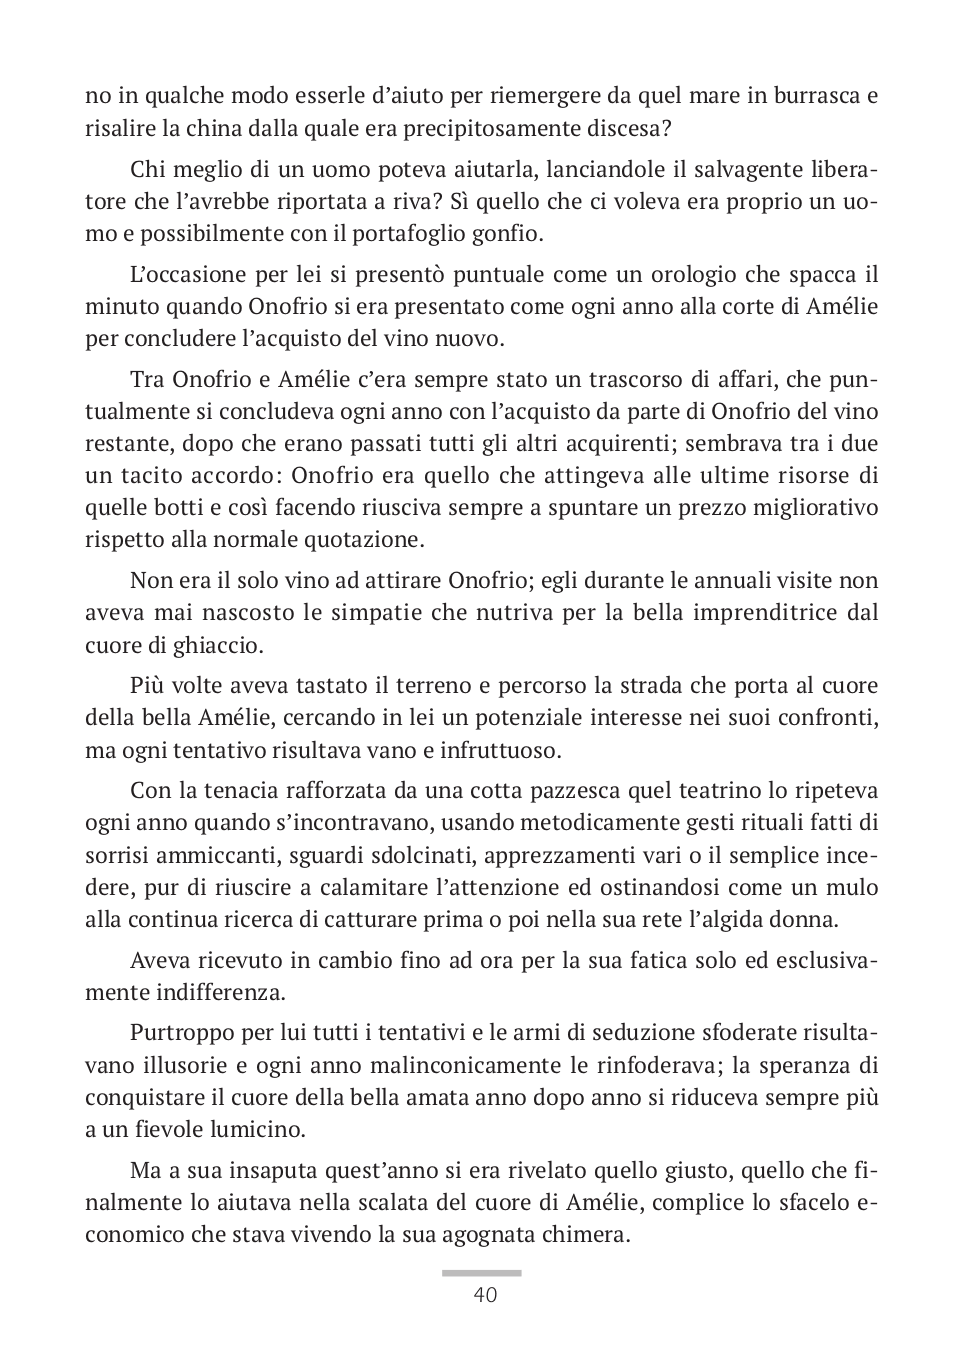 no in qualche modo esserle d’aiuto per riemergere da quel mare in burrasca e
risalire la china dalla quale era precipitosamente discesa?
Chi meglio di un uomo poteva aiutarla, lanciandole il salvagente libera-
tore che l’avrebbe riportata a riva? Sì quello che ci voleva era proprio un uo-
mo e possibilmente con il portafoglio gonfio.
L’occasione per lei si presentò puntuale come un orologio che spacca il
minuto quando Onofrio si era presentato come ogni anno alla corte di Amélie
per concludere l’acquisto del vino nuovo.
Tra Onofrio e Amélie c’era sempre stato un trascorso di affari, che pun-
tualmente si concludeva ogni anno con l’acquisto da parte di Onofrio del vino
restante, dopo che erano passati tutti gli altri acquirenti; sembrava tra i due
un tacito accordo: Onofrio era quello che attingeva alle ultime risorse di
quelle botti e così facendo riusciva sempre a spuntare un prezzo migliorativo
rispetto alla normale quotazione.
Non era il solo vino ad attirare Onofrio; egli durante le annuali visite non
aveva mai nascosto le simpatie che nutriva per la bella imprenditrice dal
cuore di ghiaccio.
Più volte aveva tastato il terreno e percorso la strada che porta al cuore
della bella Amélie, cercando in lei un potenziale interesse nei suoi confronti,
ma ogni tentativo risultava vano e infruttuoso.
Con la tenacia rafforzata da una cotta pazzesca quel teatrino lo ripeteva
ogni anno quando s’incontravano, usando metodicamente gesti rituali fatti di
sorrisi ammiccanti, sguardi sdolcinati, apprezzamenti vari o il semplice ince-
dere, pur di riuscire a calamitare l’attenzione ed ostinandosi come un mulo
alla continua ricerca di catturare prima o poi nella sua rete l’algida donna.
Aveva ricevuto in cambio fino ad ora per la sua fatica solo ed esclusiva-
mente indifferenza.
Purtroppo per lui tutti i tentativi e le armi di seduzione sfoderate risulta-
vano illusorie e ogni anno malinconicamente le rinfoderava; la speranza di
conquistare il cuore della bella amata anno dopo anno si riduceva sempre più
a un fievole lumicino.
Ma a sua insaputa quest’anno si era rivelato quello giusto, quello che fi-
nalmente lo aiutava nella scalata del cuore di Amélie, complice lo sfacelo e-
conomico che stava vivendo la sua agognata chimera.
40